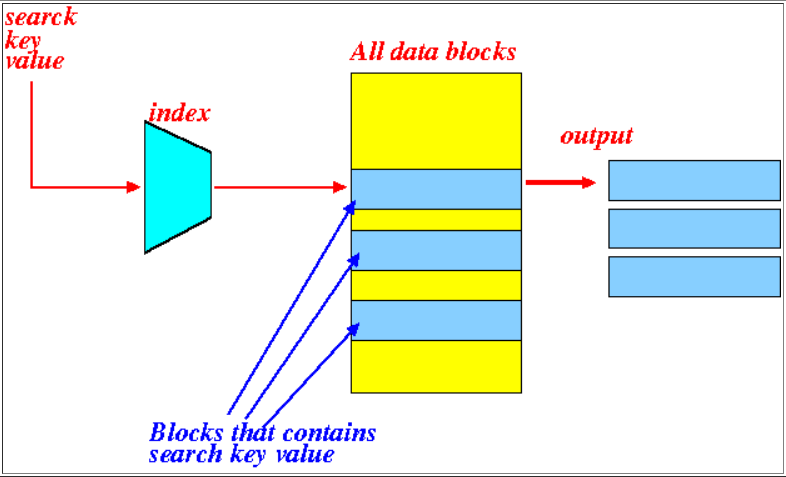 searck
key
value
All data blocks
index
output
Blocks that contains
search key value